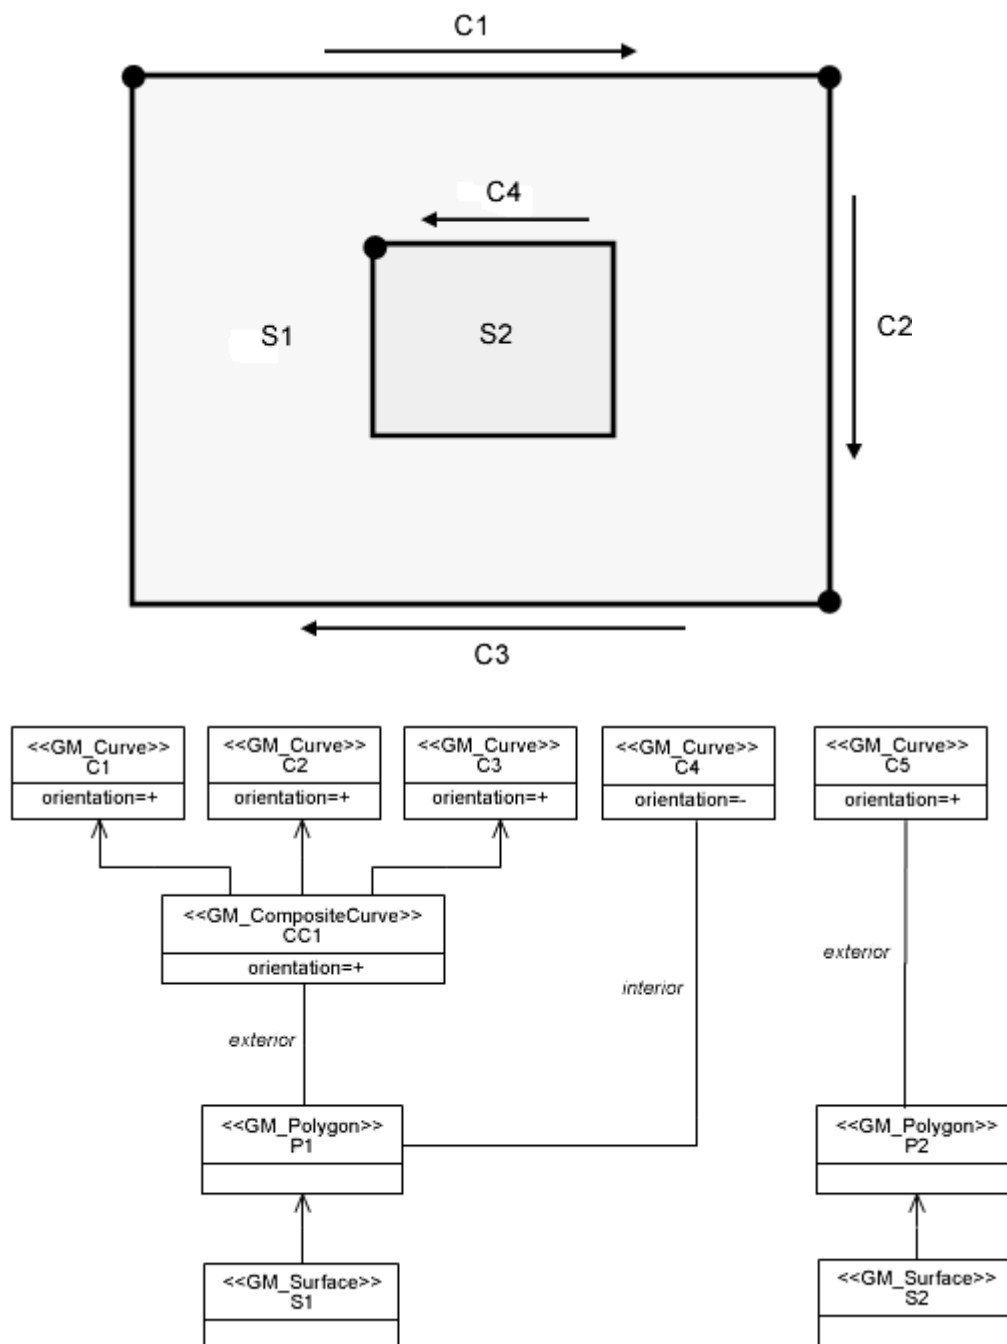 C1
C4
S1
S2
C2
C3
<<GM_Curve>>
C1
orientation=+
<<GM_Curve>>
C2
orientation=+
<<GM_Curve>>
C3
orientation=+
<<GM_Curve>>
C4
orientation=-
<<GM_Curve>>
C5
orientation=+
<<GM_CompositeCurve>>
CC1
orientation=+
exterior
interior
exterior
<<GM_Polygon>>
P1
<<GM_Polygon>>
P2
<<GM_Surface>>
S1
<<GM_Surface>>
S2